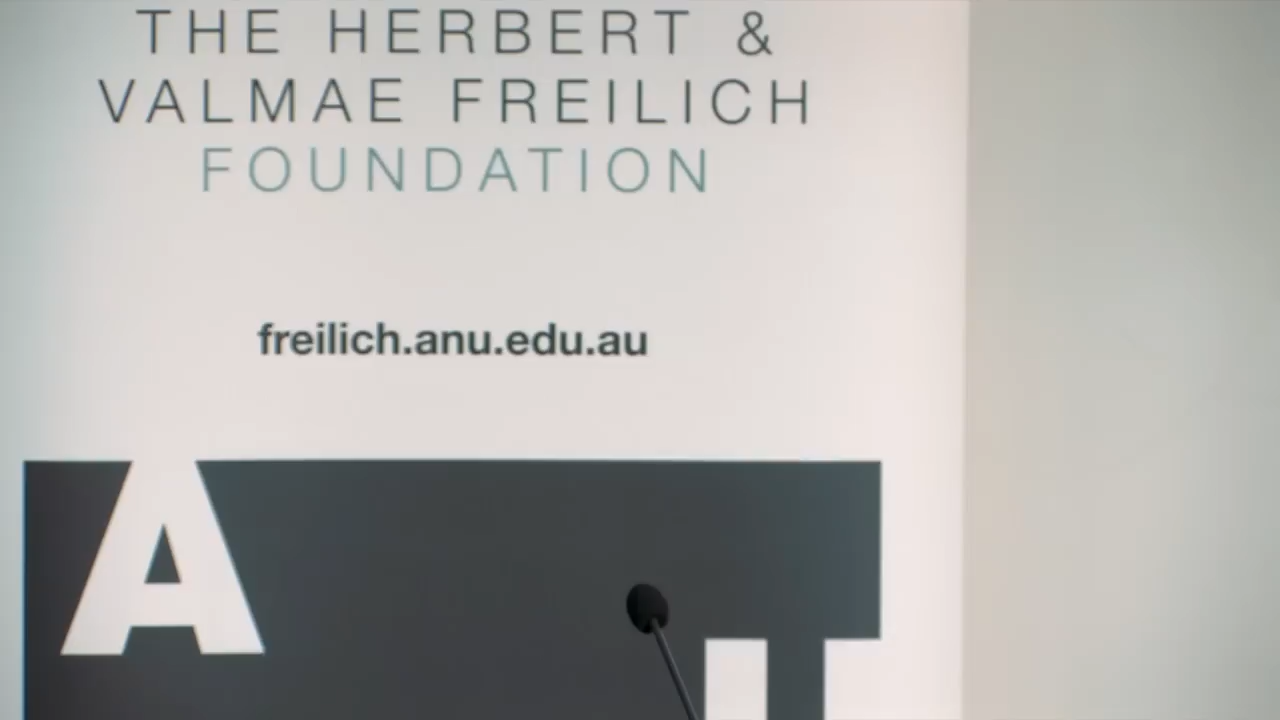 THE HERBERT &
VALMAE FREILICH
FOUNDATION
freilich.anu.edu.au
A